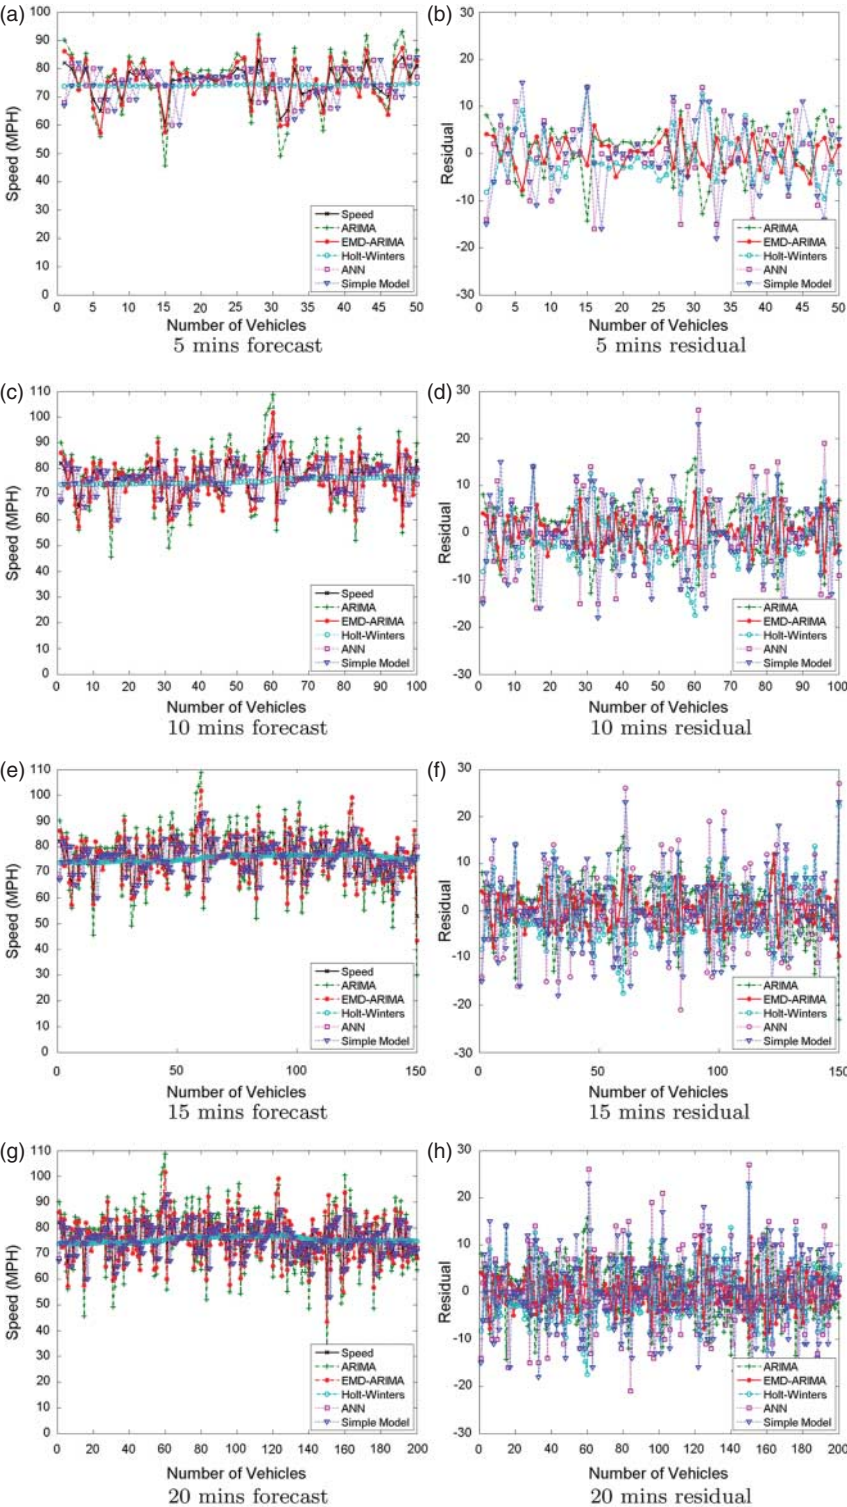 (a)
100
90
80
70
60
50
40
30
20
10
0
Speed (MPH)
Speed
ARIMA
EMD-ARIMA
Holt-Winters
ANN
Simple Model
0 5 10 15 20 25 30 35 40 45 50
Number of Vehicles
5 mins forecast
(b)
30
20
10
0
-10
-20
-30
Residual
ARIMA
EMD-ARIMA
Holt-Winters
ANN
Simple Model
0 5 10 15 20 25 30 35 40 45 50
Number of Vehicles
5 mins residual
(c)
110
100
90
80
70
60
50
40
30
20
10
0
Speed (MPH)
Speed
ARIMA
EMD-ARIMA
Holt-Winters
ANN
Simple Model
0 10 20 30 40 50 60 70 80 90 100
Number of Vehicles
10 mins forecast
(d)
30
20
10
0
-10
-20
-30
Residual
ARIMA
EMD-ARIMA
Holt-Winters
ANN
Simple Model
0 10 20 30 40 50 60 70 80 90 100
Number of Vehicles
10 mins residual
(e)
110
100
90
80
70
60
50
40
30
20
10
0
Speed (MPH)
Speed
ARIMA
EMD-ARIMA
Holt-Winters
ANN
Simple Model
0 50 100 150
Number of Vehicles
15 mins forecast
(f)
30
20
10
0
-10
-20
-30
Residual
ARIMA
EMD-ARIMA
Holt-Winters
ANN
Simple Model
0 50 100 150
Number of Vehicles
15 mins residual
(g)
110
100
90
80
70
60
50
40
30
20
10
0
Speed (MPH)
Speed
ARIMA
EMD-ARIMA
Holt-Winters
ANN
Simple Model
0 20 40 60 80 100 120 140 160 180 200
Number of Vehicles
20 mins forecast
(h)
30
20
10
0
-10
-20
-30
Residual
ARIMA
EMD-ARIMA
Holt-Winters
ANN
Simple Model
0 20 40 60 80 100 120 140 160 180 200
Number of Vehicles
20 mins residual